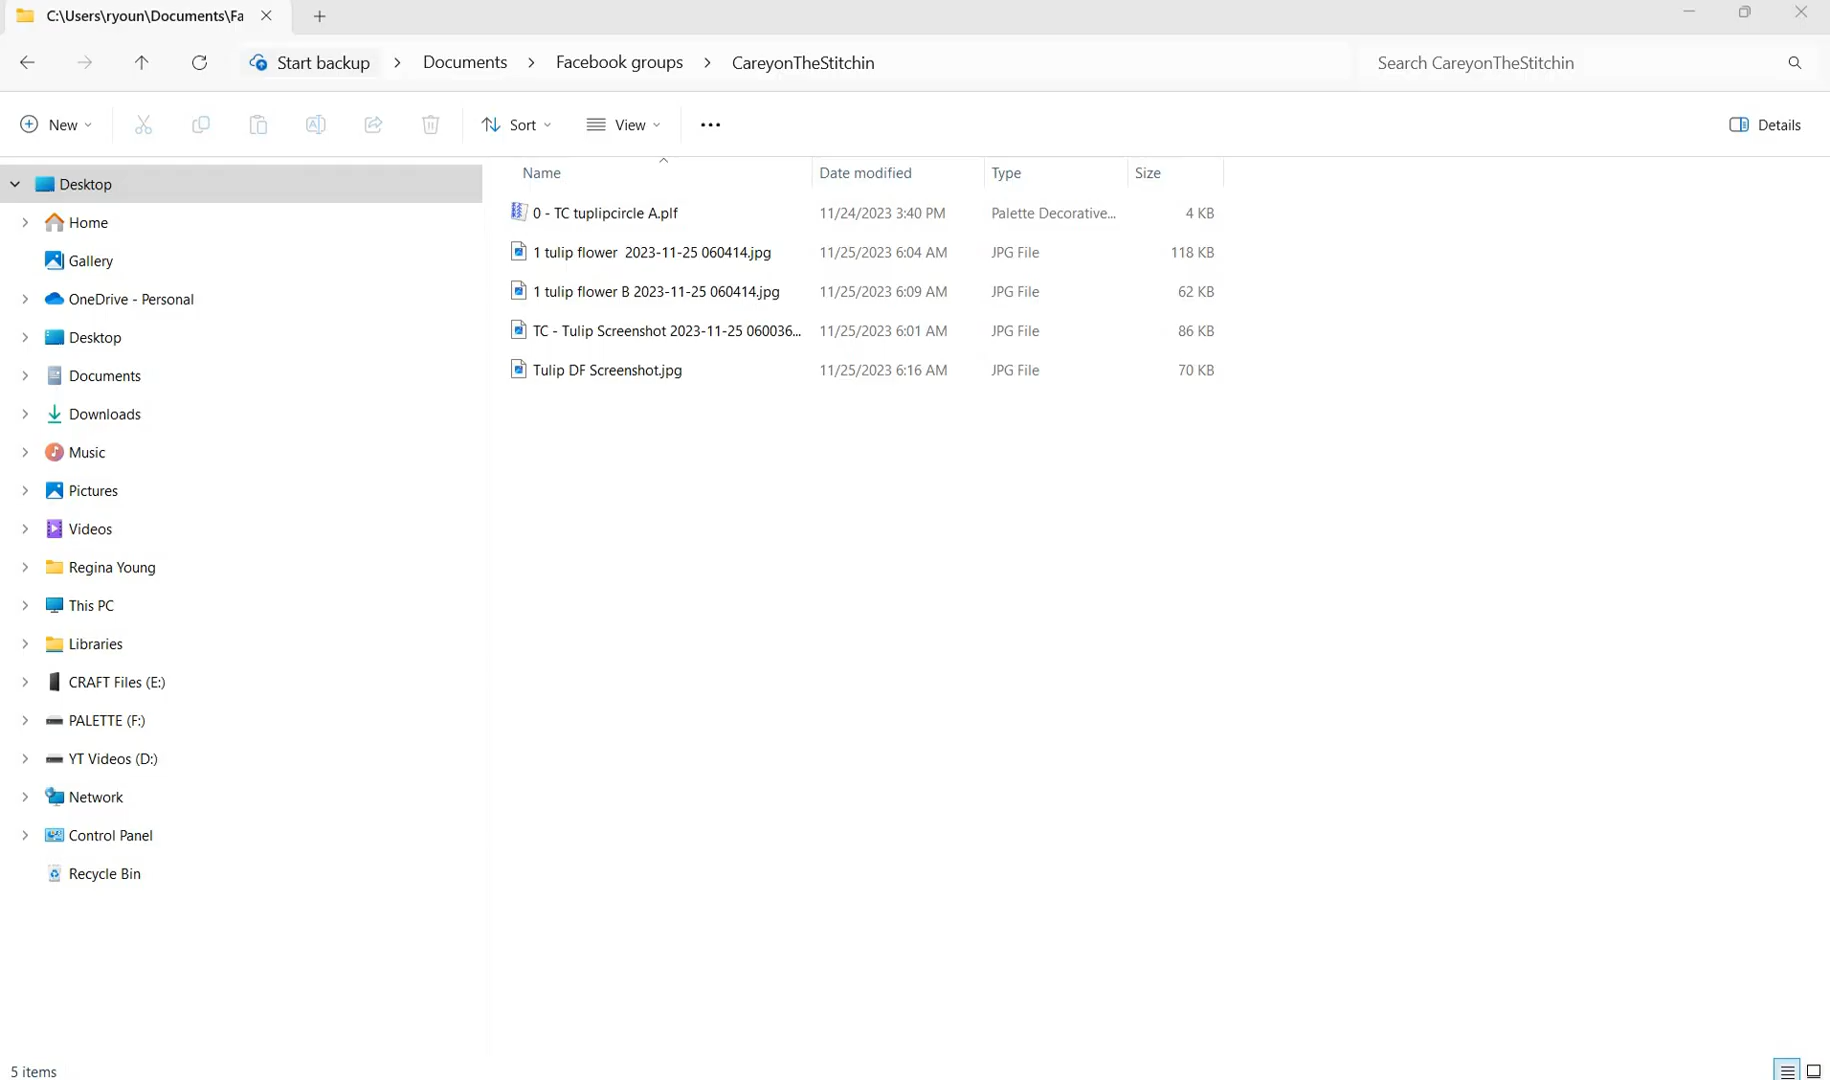 C:\Users\ryoun\Documents\Fa
Start backup > Documents > Facebook groups > CareyonTheStitchin
Search CareyonTheStitchin
New
Sort
View
Details
Name Date modified Type Size
0 - TC tuplipcircle A.plf 11/24/2023 3:40 PM Palette Decorative... 4 KB
1 tulip flower 2023-11-25 060414.jpg 11/25/2023 6:04 AM JPG File 118 KB
1 tulip flower B 2023-11-25 060414.jpg 11/25/2023 6:09 AM JPG File 62 KB
TC - Tulip Screenshot 2023-11-25 060036... 11/25/2023 6:01 AM JPG File 86 KB
Tulip DF Screenshot.jpg 11/25/2023 6:16 AM JPG File 70 KB
Desktop
Home
Gallery
OneDrive - Personal
Desktop
Documents
Downloads
Music
Pictures
Videos
Regina Young
This PC
Libraries
CRAFT Files (E:)
PALETTE (F:)
YT Videos (D:)
Network
Control Panel
Recycle Bin
5 items